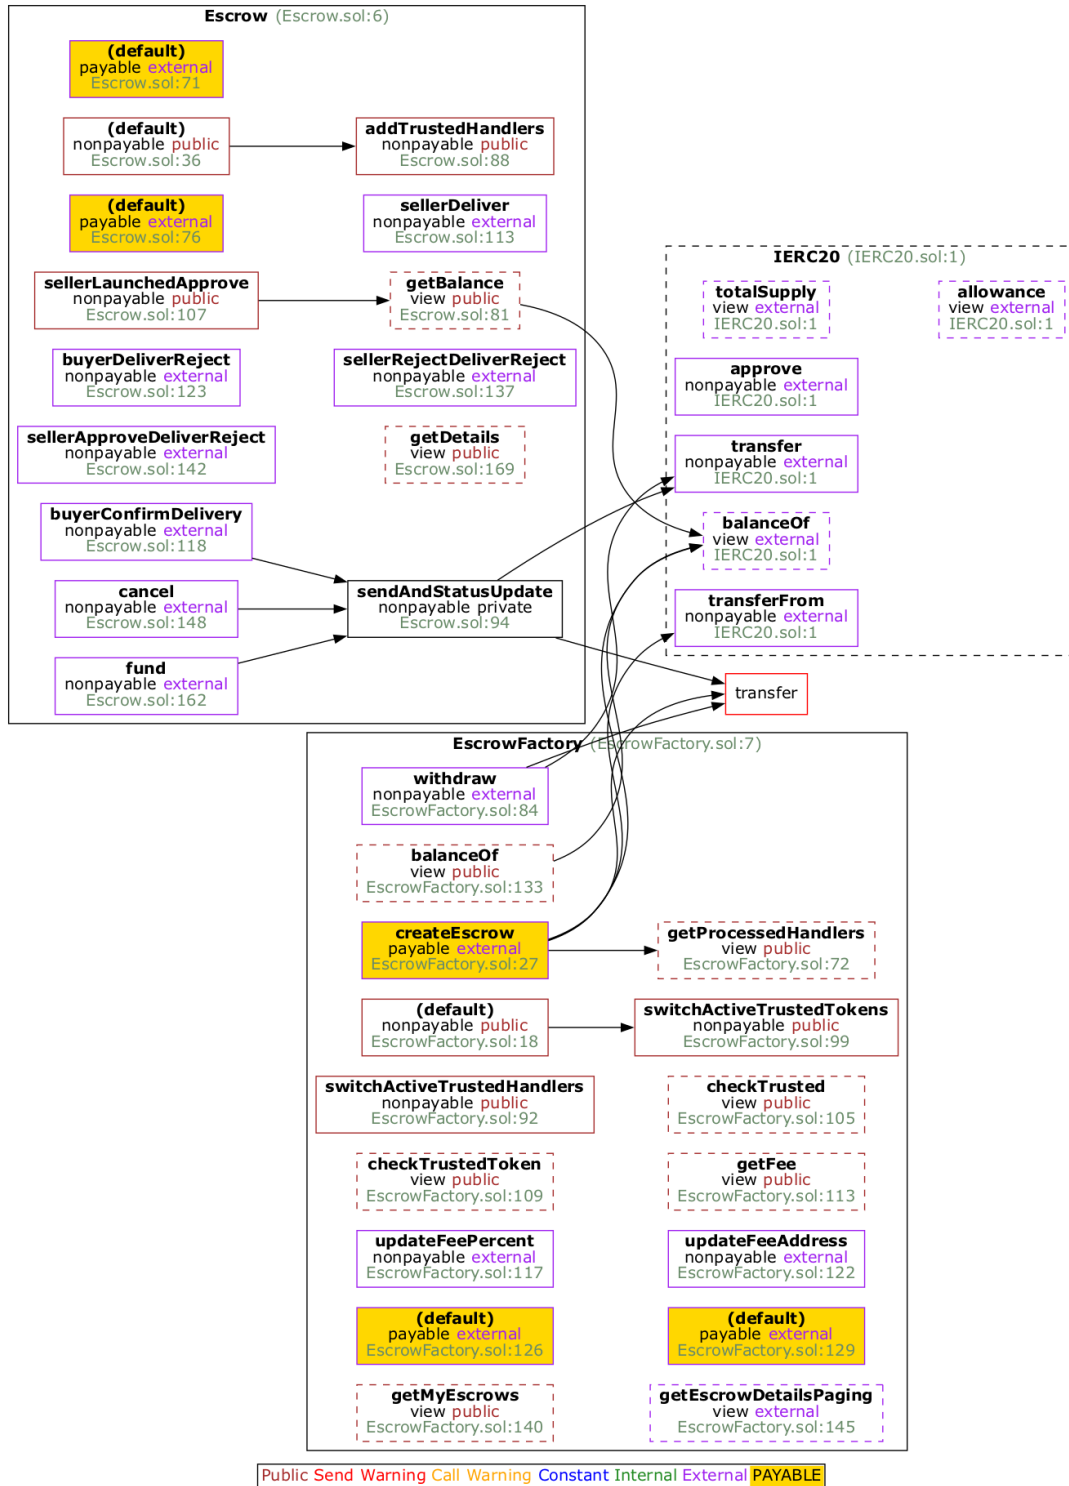 Escrow (Escrow.sol:6)
(default)
payable external
Escrow.sol:71
(default)
nonpayable public
Escrow.sol:36
addTrustedHandlers
nonpayable public
Escrow.sol:88
(default)
payable external
Escrow.sol:76
sellerDeliver
nonpayable external
Escrow.sol:113
sellerLaunchedApprove
nonpayable public
Escrow.sol:107
getBalance
view public
Escrow.sol:81
buyerDeliverReject
nonpayable external
Escrow.sol:123
sellerRejectDeliverReject
nonpayable external
Escrow.sol:137
sellerApproveDeliverReject
nonpayable external
Escrow.sol:142
getDetails
view public
Escrow.sol:169
buyerConfirmDelivery
nonpayable external
Escrow.sol:118
cancel
nonpayable external
Escrow.sol:148
sendAndStatusUpdate
nonpayable private
Escrow.sol:94
fund
nonpayable external
Escrow.sol:162
IERC20 (IERC20.sol:1)
totalSupply
view external
IERC20.sol:1
allowance
view external
IERC20.sol:1
approve
nonpayable external
IERC20.sol:1
transfer
nonpayable external
IERC20.sol:1
balanceOf
view external
IERC20.sol:1
transferFrom
nonpayable external
IERC20.sol:1
transfer
EscrowFactory (EscrowFactory.sol:7)
withdraw
nonpayable external
EscrowFactory.sol:84
balanceOf
view public
EscrowFactory.sol:133
createEscrow
payable external
EscrowFactory.sol:27
getProcessedHandlers
view public
EscrowFactory.sol:72
(default)
nonpayable public
EscrowFactory.sol:18
switchActiveTrustedTokens
nonpayable public
EscrowFactory.sol:99
switchActiveTrustedHandlers
nonpayable public
EscrowFactory.sol:92
checkTrusted
view public
EscrowFactory.sol:105
checkTrustedToken
view public
EscrowFactory.sol:109
getFee
view public
EscrowFactory.sol:113
updateFeePercent
nonpayable external
EscrowFactory.sol:117
updateFeeAddress
nonpayable external
EscrowFactory.sol:122
(default)
payable external
EscrowFactory.sol:126
(default)
payable external
EscrowFactory.sol:129
getMyEscrows
view public
EscrowFactory.sol:140
getEscrowDetailsPaging
view external
EscrowFactory.sol:145
Public Send Warning Call Warning Constant Internal External PAYABLE